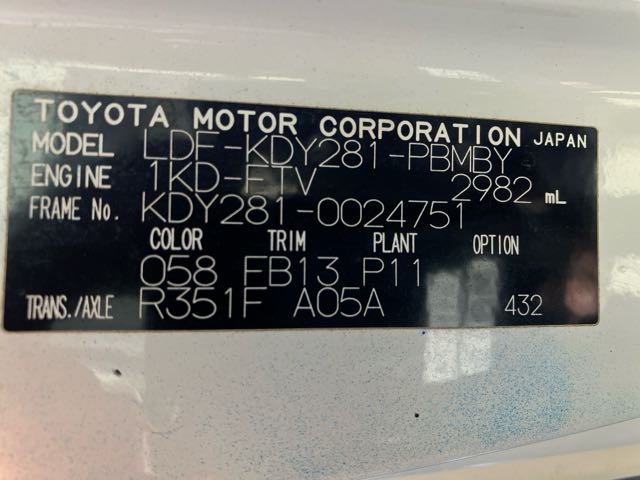 TOYOTA MOTOR CORPORATION JAPAN
MODEL LDF-KDY281-PBMBY
ENGINE 1KD-FTV 2982 mL
FRAME No. KDY281-0024751
COLOR TRIM PLANT OPTION
058 FB13 P11
TRANS./AXLE R351F A05A 432